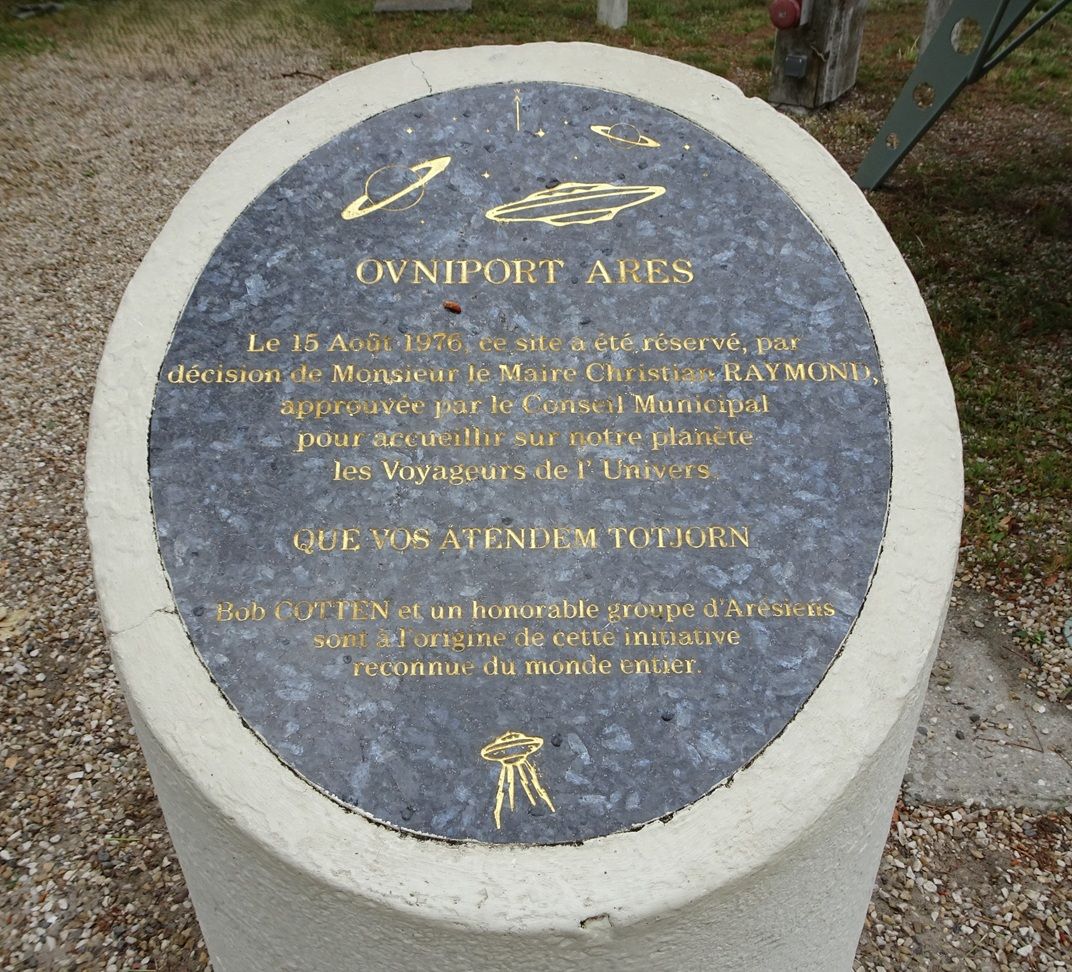 N
OVNIPORT ARES
Le 15 Août 1976, ce site a été réservé, par
décision de Monsieur le Maire Christian RAYMOND,
approuvée par le Conseil Municipal
pour accueillir sur notre planète
les Voyageurs de l' Univers.
QUE VOS ATENDEM TOTJORN
Bob COTTEN et un honorable groupe d'Arésiens
sont à l'origine de cette initiative
reconnue du monde entier.